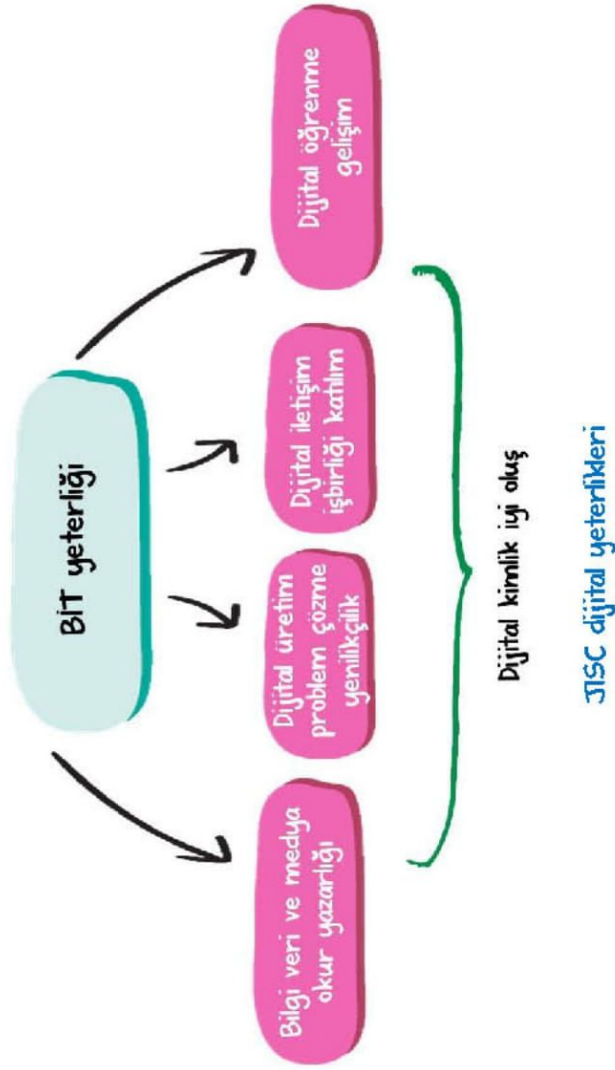 BİT yeterliği
Bilgi veri ve medya
okur yazarlığı
Dijital üretim
problem çözme
yenilikçilik
Dijital iletişim
işbirliği katılım
Dijital öğrenme
gelişim
Dijital kimlik iyi oluş
JISC dijital yeterlikleri